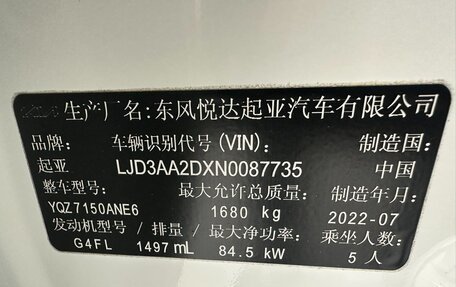 生产厂名:东风悦达起亚汽车有限公司
品牌: 车辆识别代号(VIN): 制造国:
起亚 LJD3AA2DXN0087735 中国
整车型号: 最大允许总质量: 制造年月:
YQZ7150ANE6 1680 kg 2022-07
发动机型号 / 排量 / 最大净功率: 乘坐人数:
G4FL 1497 mL 84.5 kW 5 人